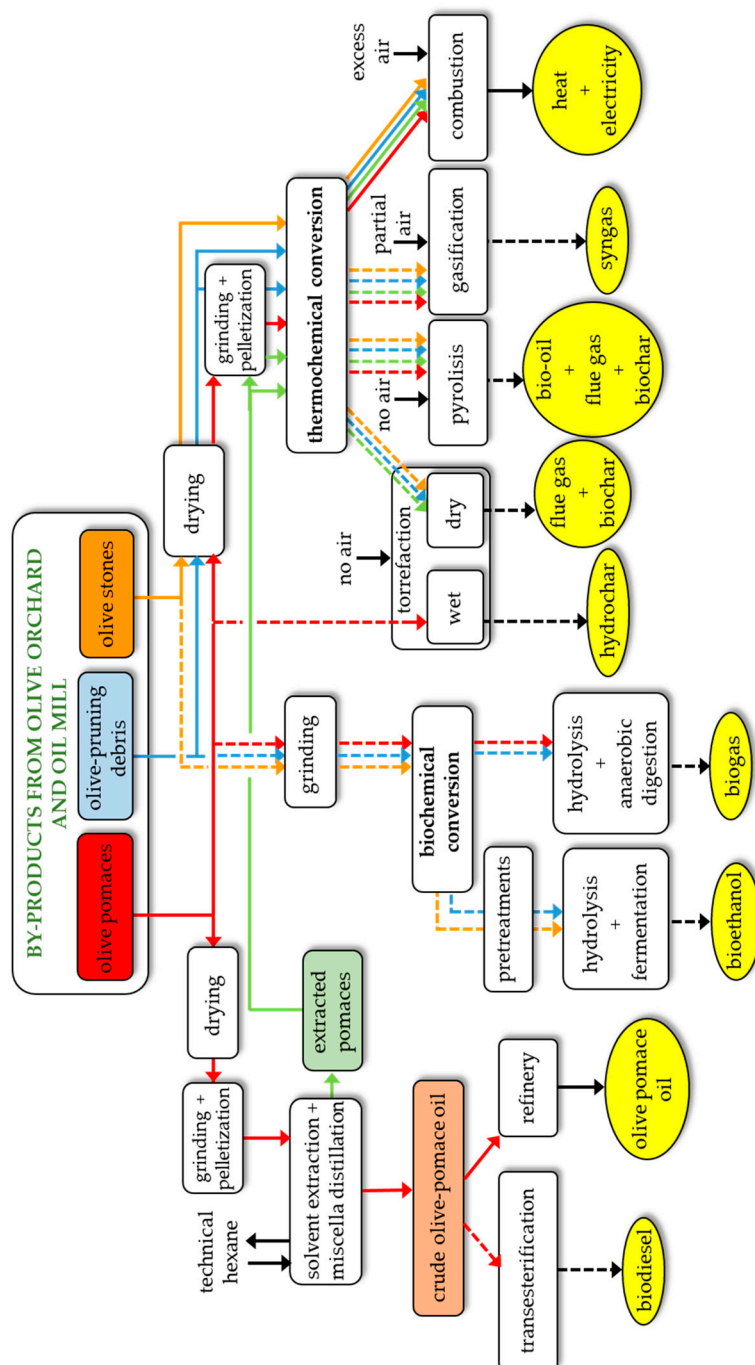 BY-PRODUCTS FROM OLIVE ORCHARD
AND OIL MILL
olive pomaces
olive-pruning
debris
olive stones
drying
drying
grinding +
pelletization
grinding +
pelletization
technical
hexane
solvent extraction +
miscella distillation
extracted
pomaces
crude olive-pomace oil
transesterification
refinery
biodiesel
olive pomace
oil
grinding
biochemical
conversion
pretreatments
hydrolysis
+
fermentation
hydrolysis
+
anaerobic
digestion
bioethanol
biogas
thermochemical conversion
no air
torrefaction
wet
dry
no air
pyrolisis
partial
air
gasification
excess
air
combustion
hydrochar
flue gas
+
biochar
bio-oil
+
flue gas
+
biochar
syngas
heat
+
electricity